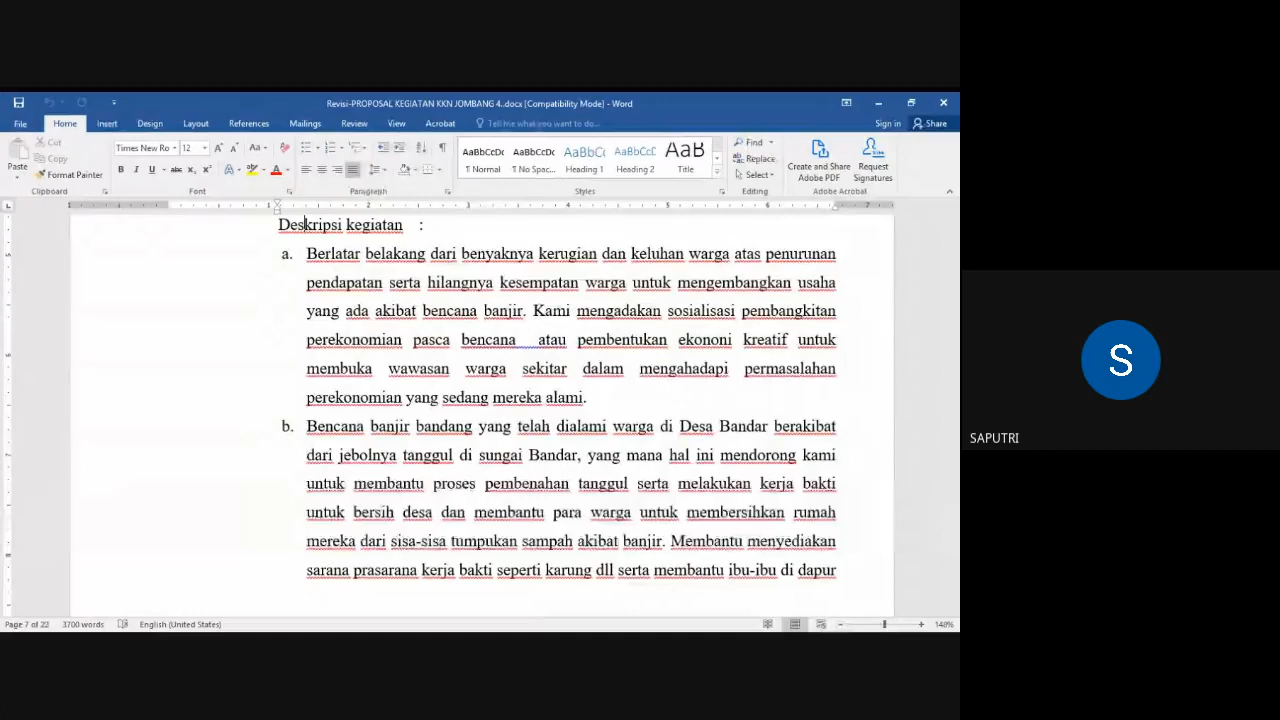 Revisi-PROPOSAL KEGIATAN KKN JOMBANG 4..docx [Compatibility Mode] - Word
File Home Insert Design Layout References Mailings Review View Acrobat Tell me what you want to do... Sign in Share
Paste
Cut
Copy
Format Painter
Clipboard
Times New Ro 12
Font
Paragraph
AaBbCcDc AaBbCcDc AaBbCc AaBbCcC AaB
¶ Normal ¶ No Spac... Heading 1 Heading 2 Title
Styles
Find
Replace
Select
Editing
Create and Share Adobe PDF
Request Signatures
Adobe Acrobat
Deskripsi kegiatan :
a. Berlatar belakang dari benyaknya kerugian dan keluhan warga atas penurunan
pendapatan serta hilangnya kesempatan warga untuk mengembangkan usaha
yang ada akibat bencana banjir. Kami mengadakan sosialisasi pembangkitan
perekonomian pasca bencana atau pembentukan ekononi kreatif untuk
membuka wawasan warga sekitar dalam mengahadapi permasalahan
perekonomian yang sedang mereka alami.
b. Bencana banjir bandang yang telah dialami warga di Desa Bandar berakibat
dari jebolnya tanggul di sungai Bandar, yang mana hal ini mendorong kami
untuk membantu proses pembenahan tanggul serta melakukan kerja bakti
untuk bersih desa dan membantu para warga untuk membersihkan rumah
mereka dari sisa-sisa tumpukan sampah akibat banjir. Membantu menyediakan
sarana prasarana kerja bakti seperti karung dll serta membantu ibu-ibu di dapur
Page 7 of 22 3700 words English (United States) 148%
S
SAPUTRI